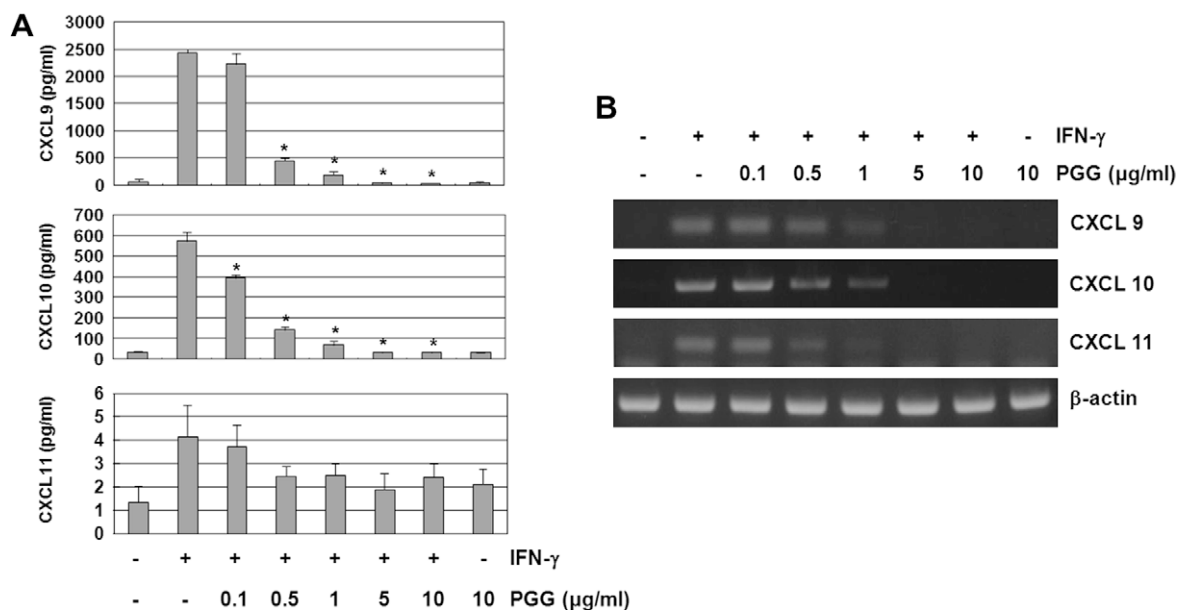 A
CXCL9 (pg/ml)
3000
2500
2000
1500
1000
500
0
* * * *
CXCL10 (pg/ml)
700
600
500
400
300
200
100
0
* * * * *
CXCL11 (pg/ml)
6
5
4
3
2
1
0
- + + + + + + - IFN-γ
- - 0.1 0.5 1 5 10 10 PGG (μg/ml)
B
- + + + + + + - IFN-γ
- - 0.1 0.5 1 5 10 10 PGG (μg/ml)
CXCL 9
CXCL 10
CXCL 11
β-actin